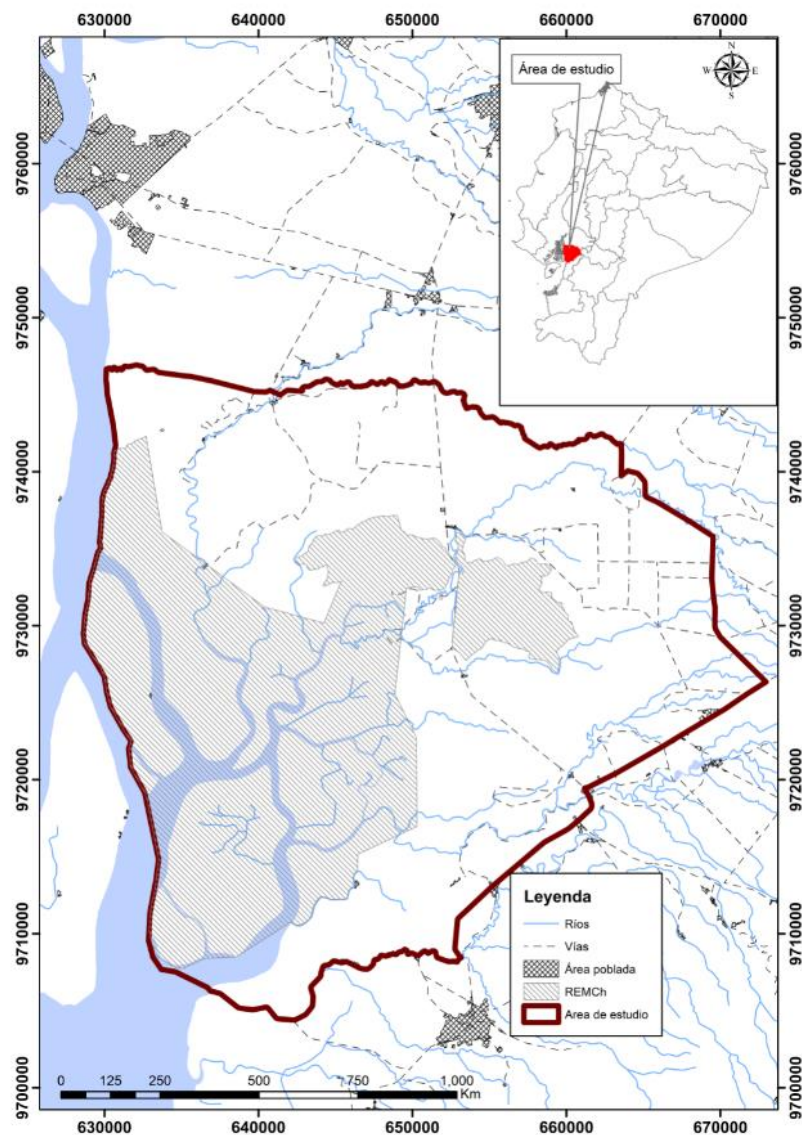 630000 640000 650000 660000 670000
Área de estudio
N
W E
S
9760000 9760000
9750000 9750000
9740000 9740000
9730000 9730000
9720000 9720000
9710000 9710000
9700000 9700000
Leyenda
Ríos
Vías
Área poblada
REMCh
Area de estudio
0 125 250 500 750 1,000
Km
630000 640000 650000 660000 670000